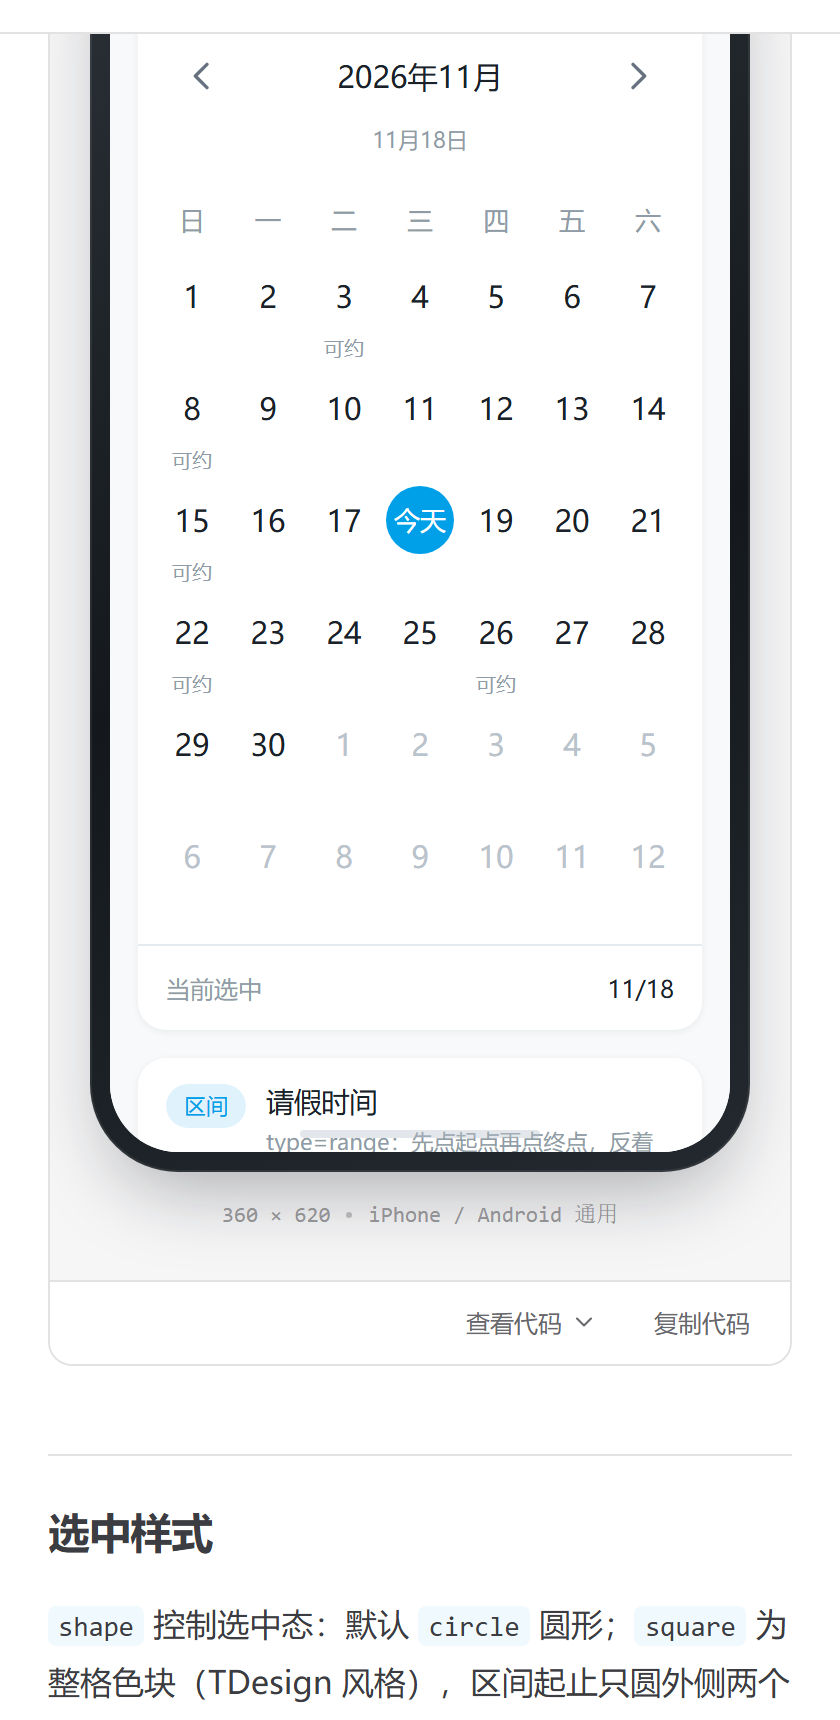 2026年11月
11月18日
日 一 二 三 四 五 六
1 2 3 4 5 6 7
可约
8 9 10 11 12 13 14
可约
15 16 17 今天 19 20 21
可约
22 23 24 25 26 27 28
可约 可约
29 30 1 2 3 4 5
6 7 8 9 10 11 12
当前选中 11/18
区间 请假时间
type=range：先点起点再点终点，反着
360 × 620 • iPhone / Android 通用
查看代码 复制代码
选中样式
shape 控制选中态：默认 circle 圆形；square 为
整格色块（TDesign 风格），区间起止只圆外侧两个